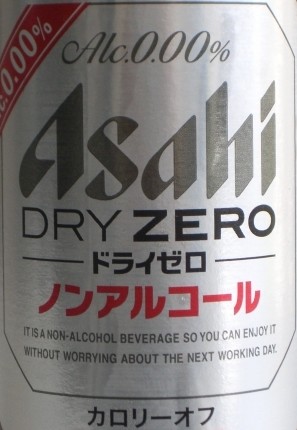 Alc.0.00%
Alc.0.00%
Asahi
DRY ZERO
ドライゼロ
ノンアルコール
IT IS A NON-ALCOHOL BEVERAGE SO YOU CAN ENJOY IT
WITHOUT WORRYING ABOUT THE NEXT WORKING DAY.
カロリーオフ